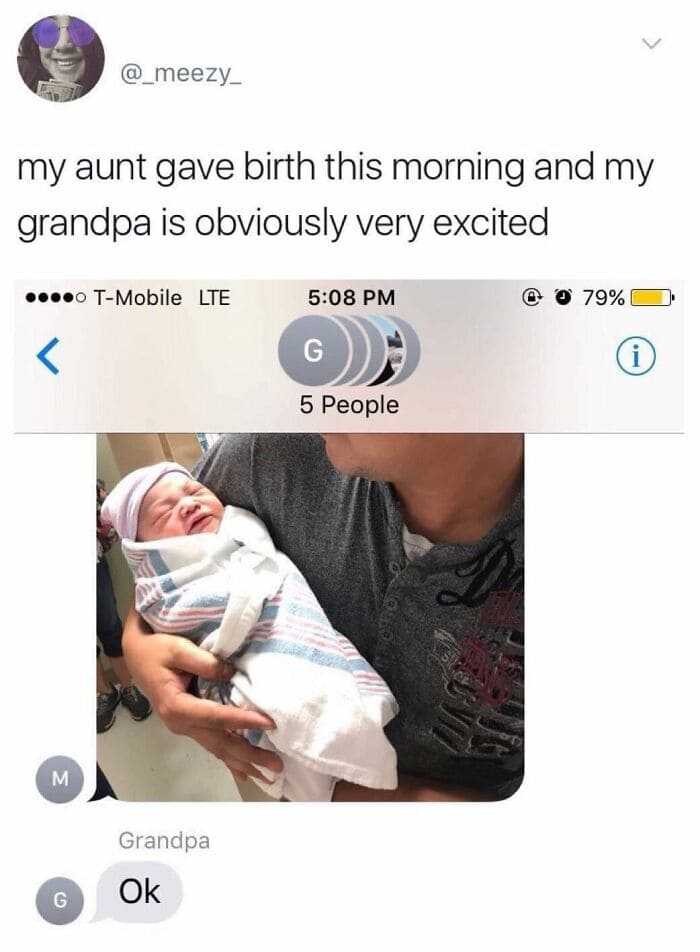 @_meezy_
my aunt gave birth this morning and my
grandpa is obviously very excited
T-Mobile LTE 5:08 PM 79%
G
i
5 People
M
Grandpa
Ok
G